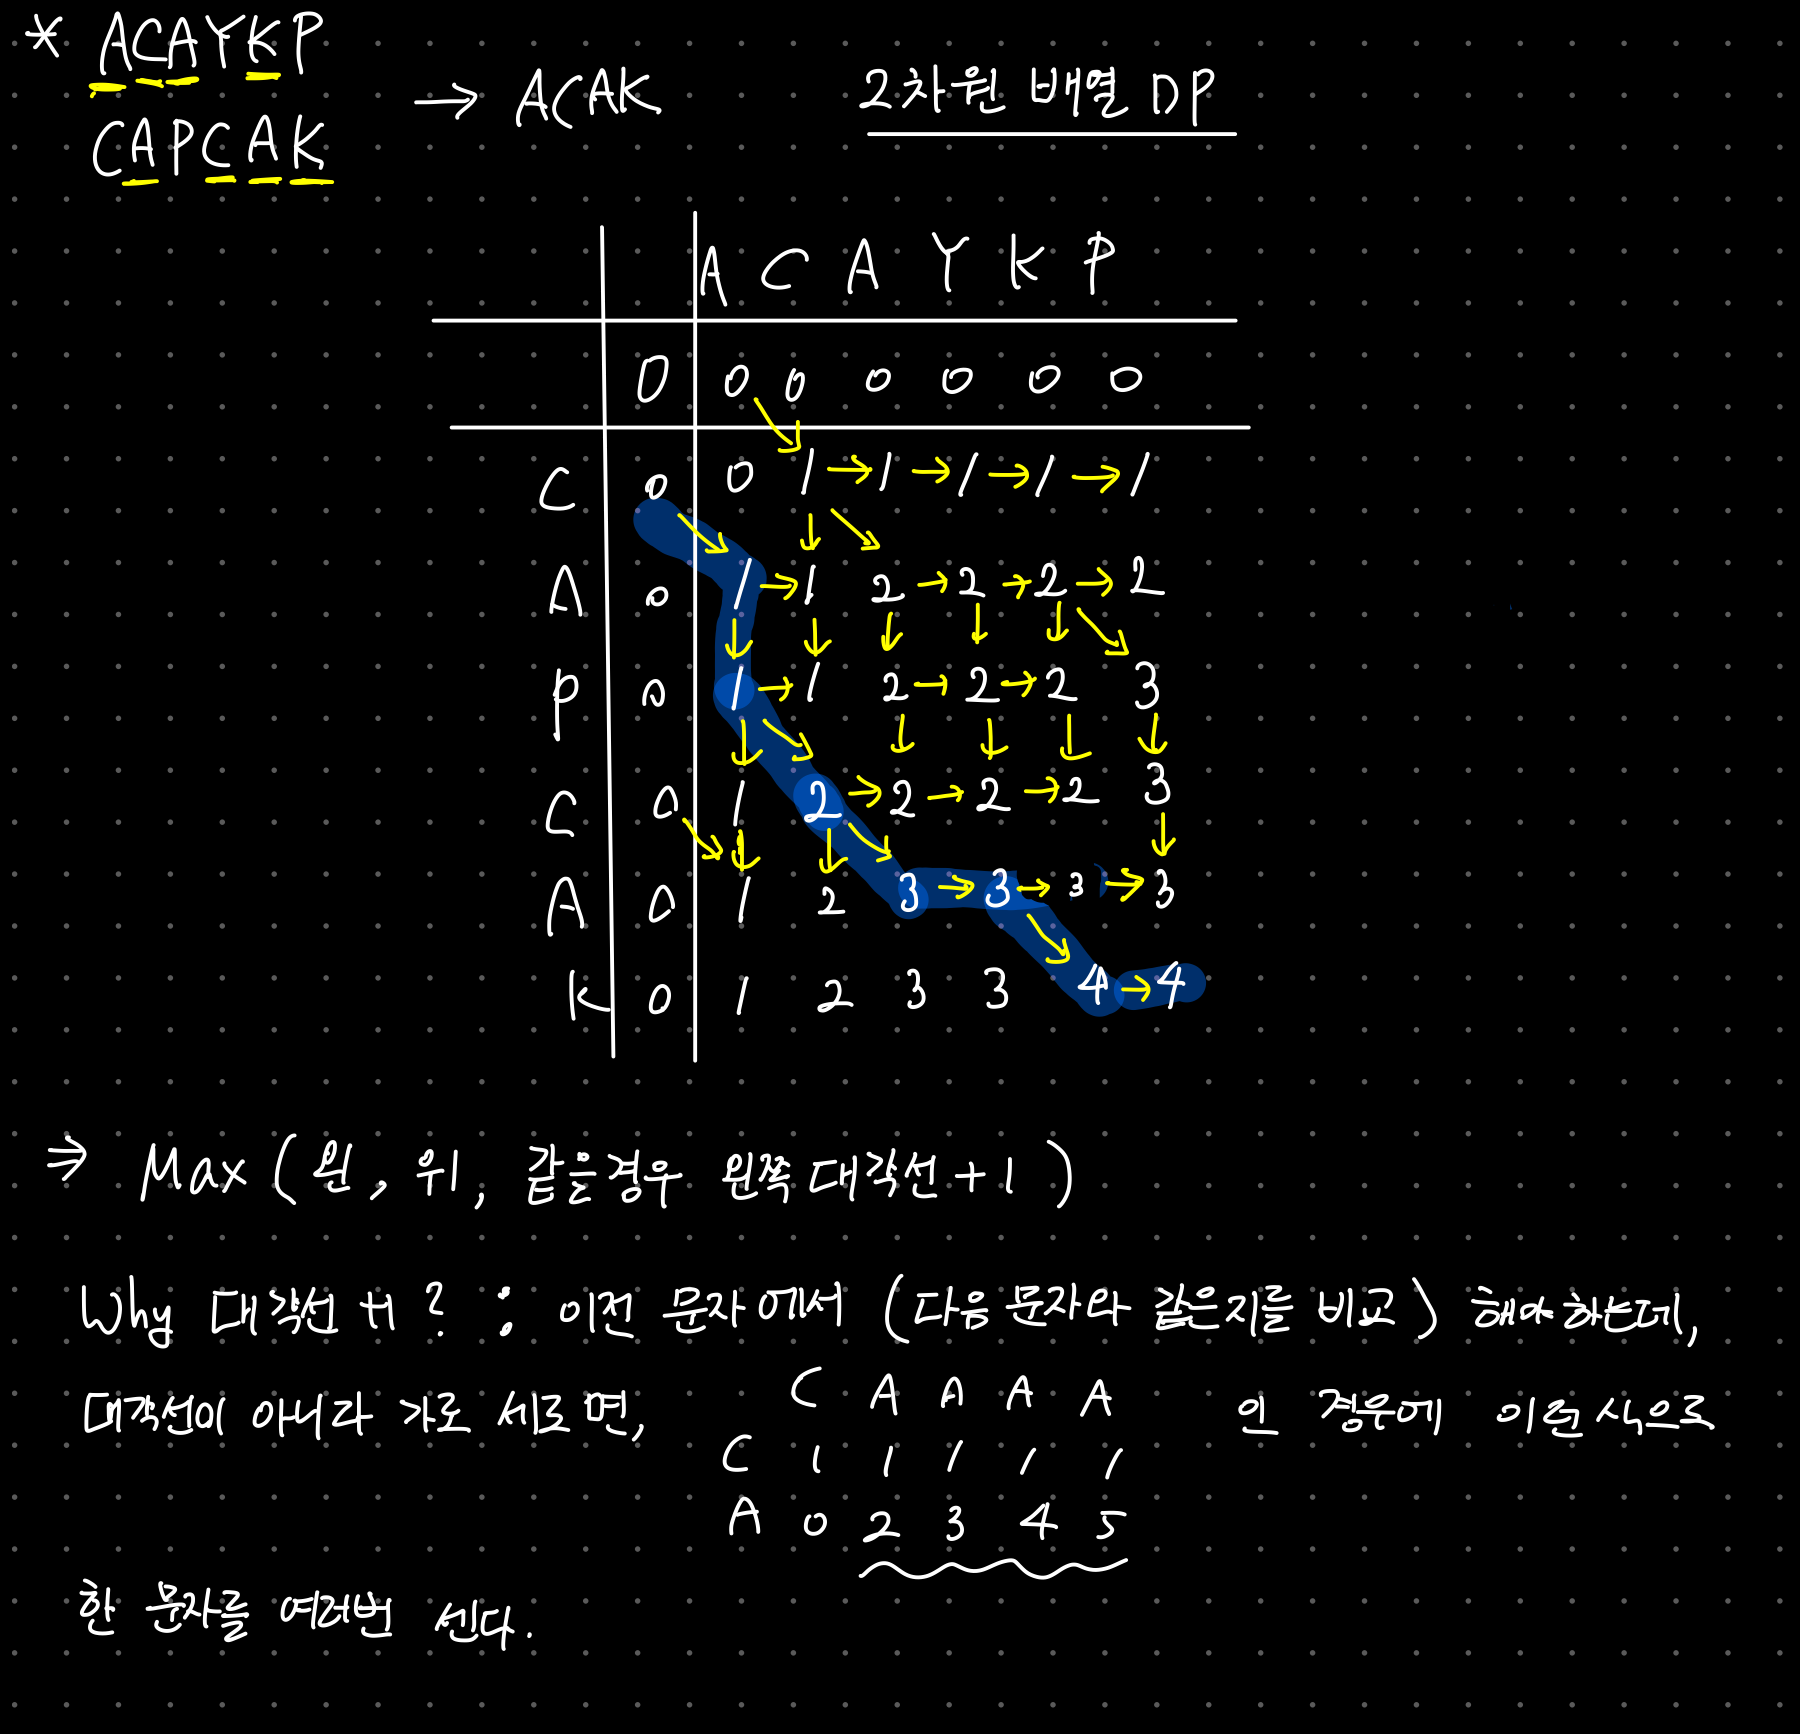 * ACAYKP
CAPCAK
→ ACAK
2차원 배열 DP
A C A Y K P
0 0 0 0 0 0 0
C 0 0 1 → 1 → 1 → 1 → 1
A 0 1 → 1 2 → 2 → 2 → 2
P 0 1 → 1 2 → 2 → 2 3
C 0 1 2 → 2 → 2 → 2 3
A 0 1 2 3 → 3 → 3 → 3
K 0 1 2 3 3 4 → 4
⇒ Max ( 왼, 위, 같을경우 왼쪽 대각선 +1 )
Why 대각선 +1 ? : 이전 문자에서 (다음 문자와 같은지를 비교) 해야하는데,
대각선이 아니라 가로 세로면,
C A A A A
C 1 1 1 1 1
A 0 2 3 4 5
인 경우에 이런식으로
한 문자를 여러번 센다.